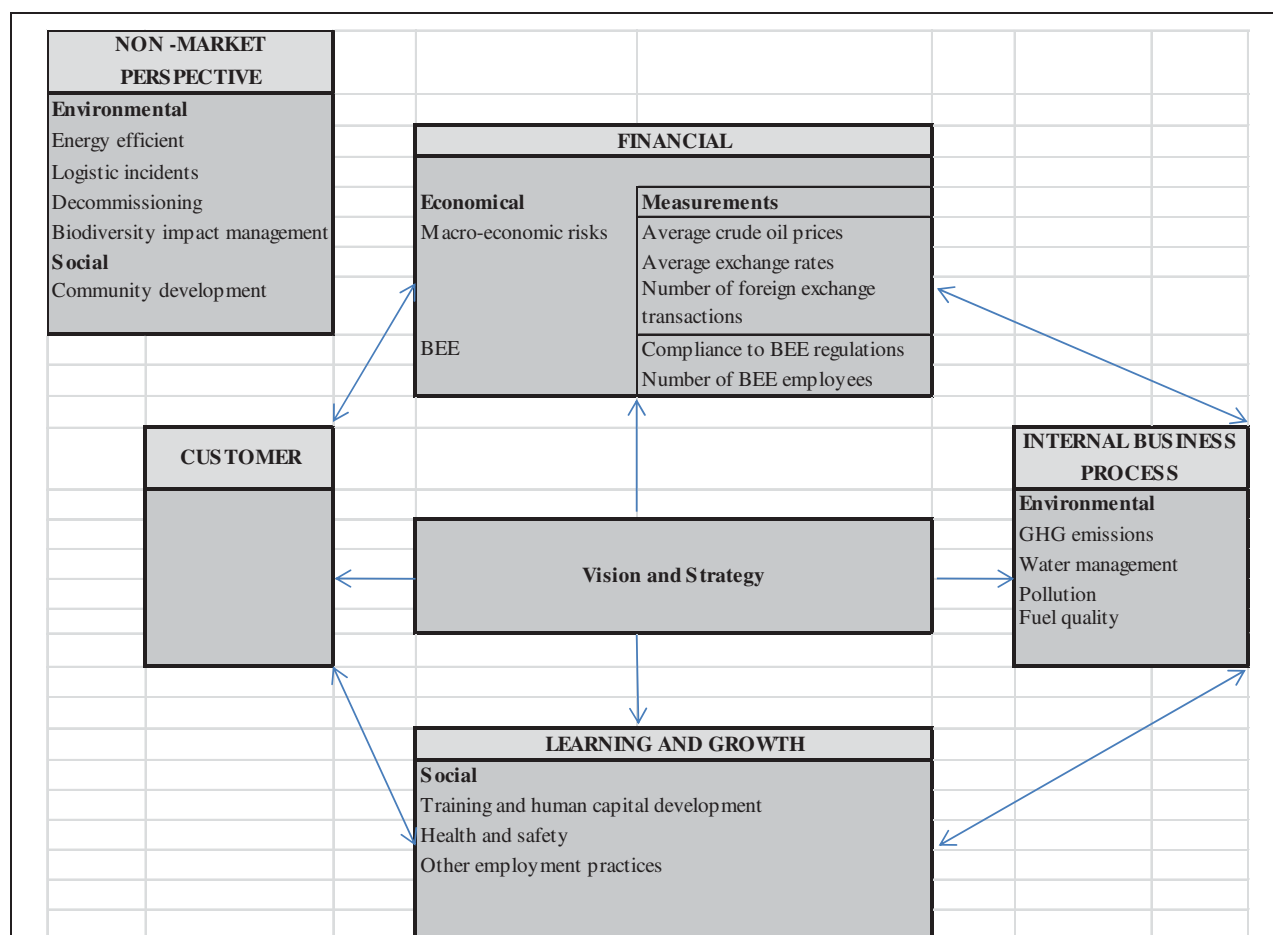 NON -MARKET
PERSPECTIVE
Environmental
Energy efficient
Logistic incidents
Decommissioning
Biodiversity impact management
Social
Community development
FINANCIAL
Economical
Measurements
Macro-economic risks
Average crude oil prices
Average exchange rates
Number of foreign exchange
transactions
BEE
Compliance to BEE regulations
Number of BEE employees
CUSTOMER
Vision and Strategy
INTERNAL BUSINESS
PROCESS
Environmental
GHG emissions
Water management
Pollution
Fuel quality
LEARNING AND GROWTH
Social
Training and human capital development
Health and safety
Other employment practices